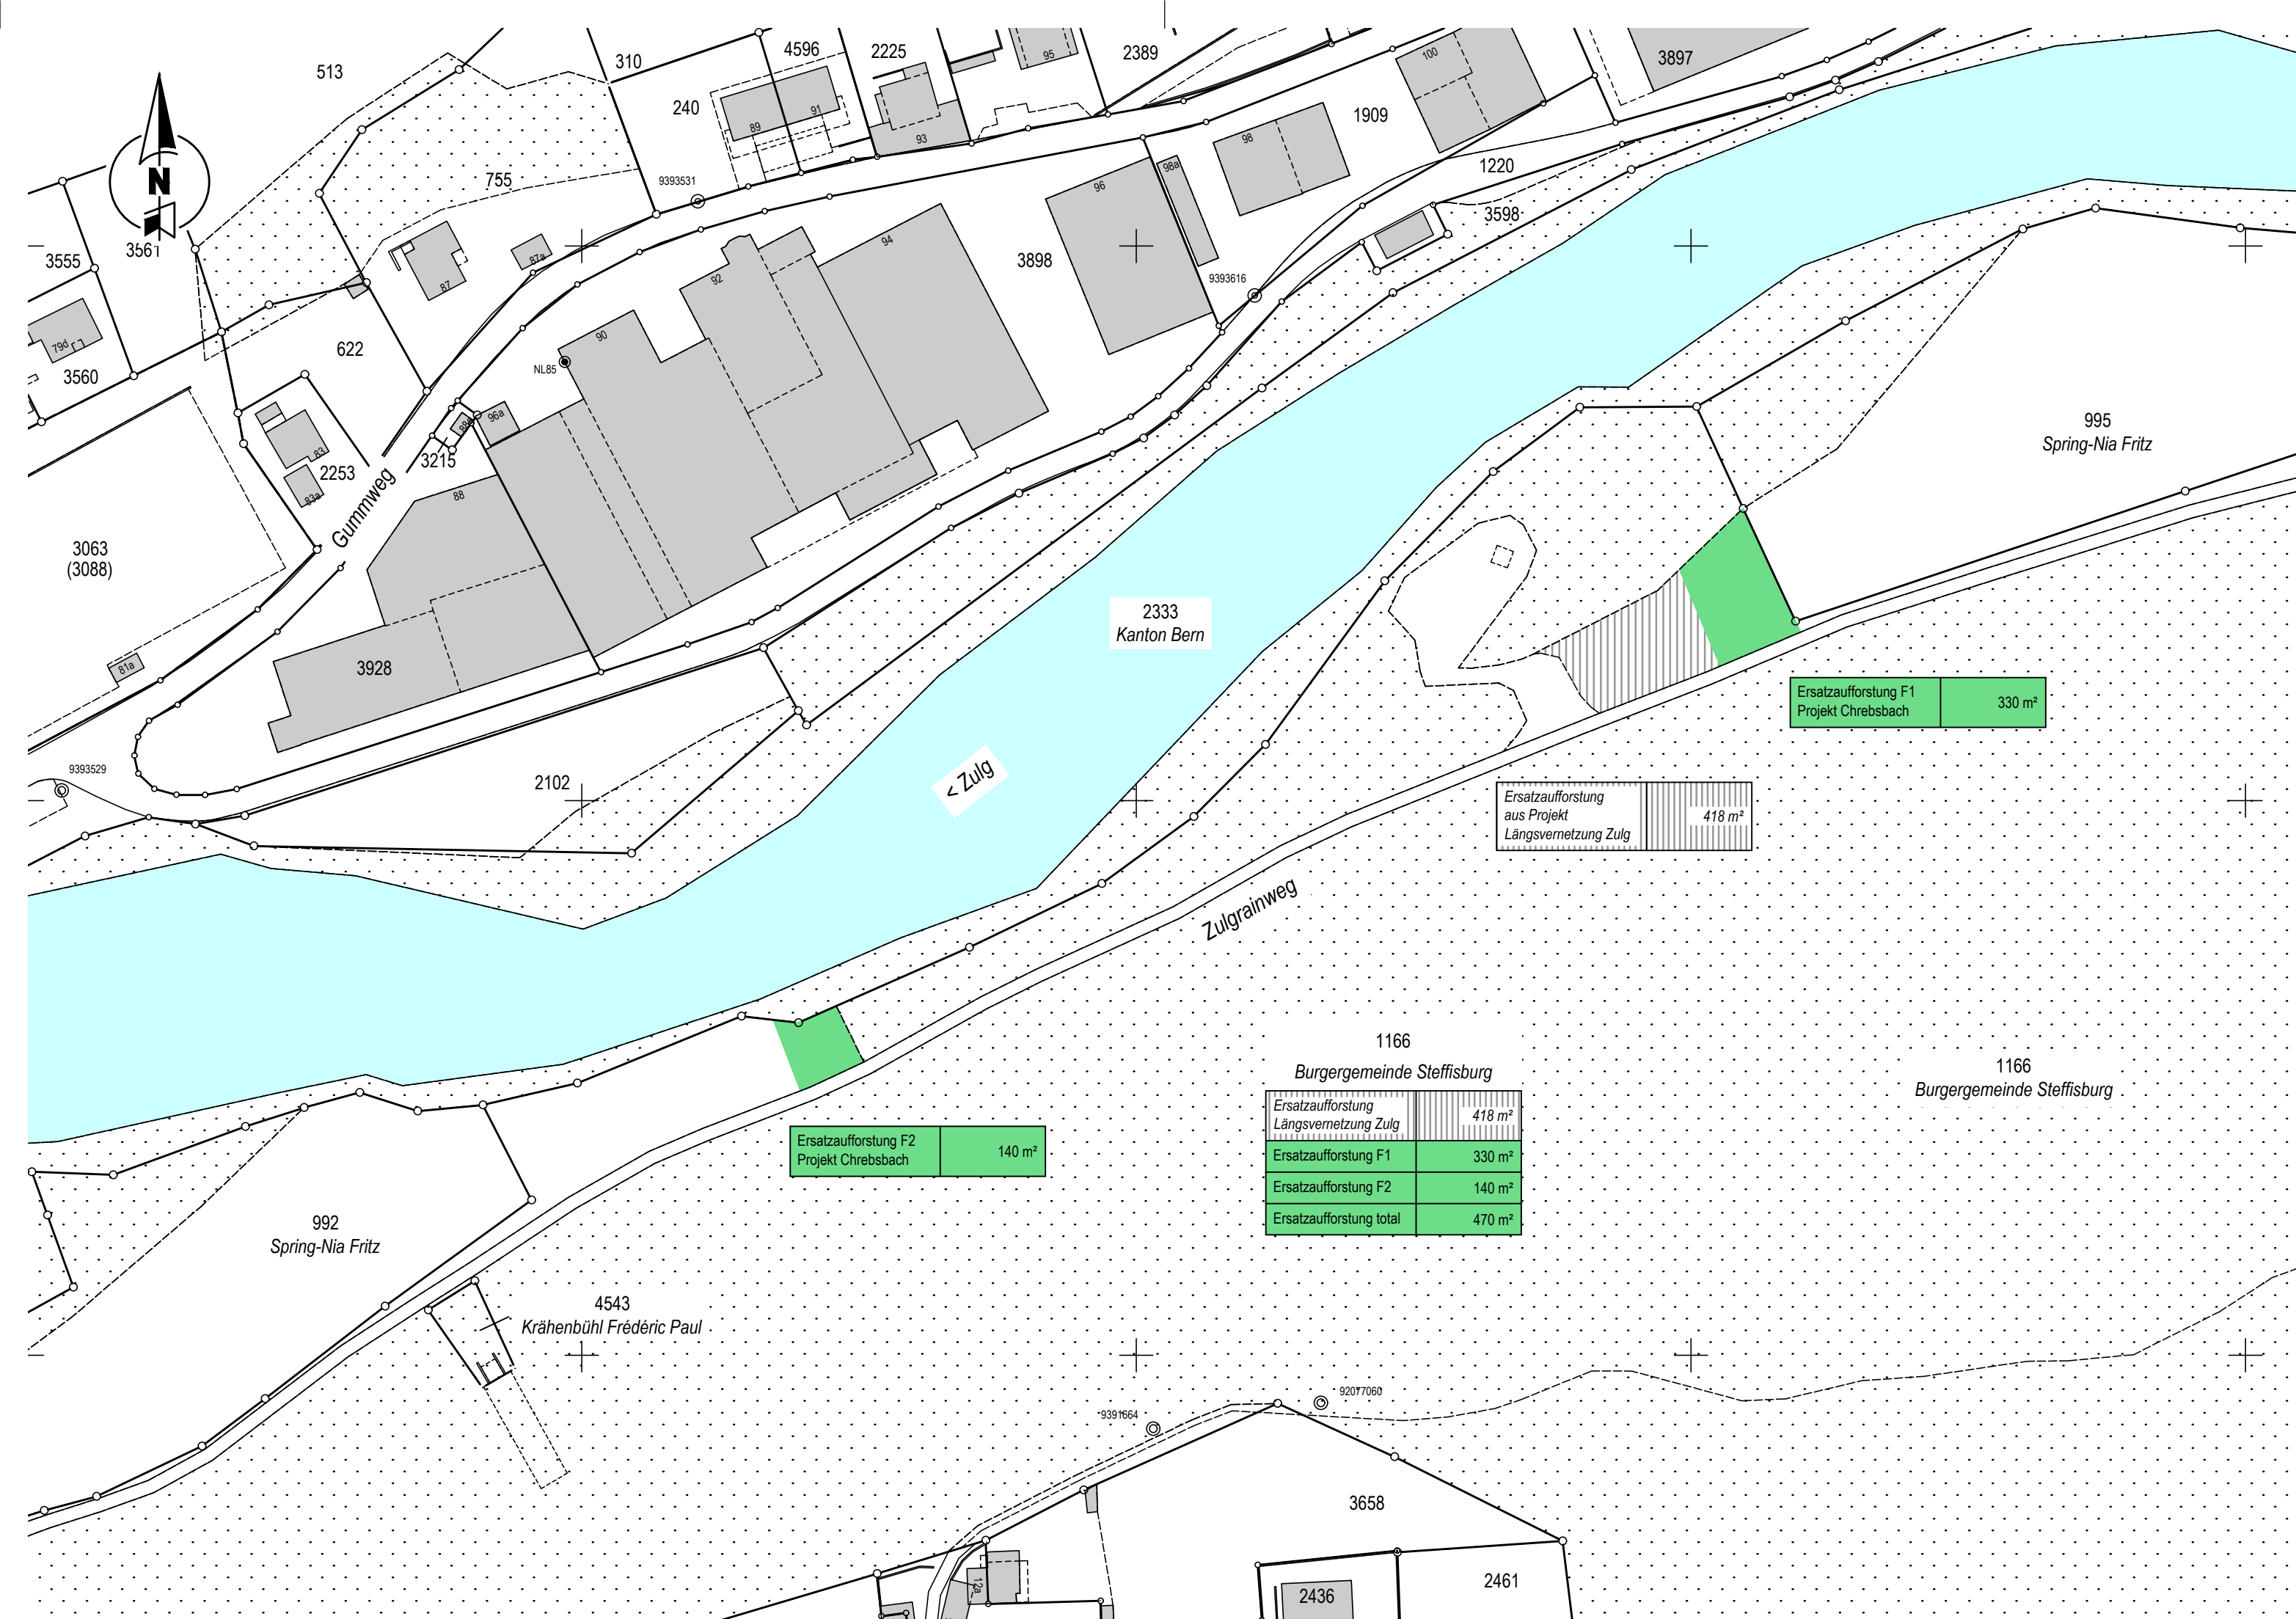 513
310
4596
2225
95
2389
100
3897
240
89
91
93
98
1909
1220
755
9393531
96
98a
3598
N
3555
3561
87
87a
92
94
3898
9393616
79d
3560
622
NL85
90
995
Spring-Nia Fritz
83
83a
2253
3215
88a
96a
88
Gummweg
3063
(3088)
2333
Kanton Bern
81a
3928
Ersatzaufforstung F1
Projekt Chrebsbach
330 m²
9393529
2102
< Zulg
Ersatzaufforstung
aus Projekt
Längsvernetzung Zulg
418 m²
Zulgrainweg
1166
Burgergemeinde Steffisburg
1166
Burgergemeinde Steffisburg
Ersatzaufforstung
Längsvernetzung Zulg
418 m²
Ersatzaufforstung F1
330 m²
Ersatzaufforstung F2
140 m²
Ersatzaufforstung total
470 m²
Ersatzaufforstung F2
Projekt Chrebsbach
140 m²
992
Spring-Nia Fritz
4543
Krähenbühl Frédéric Paul
9391664
92077060
3658
12a
2436
2461